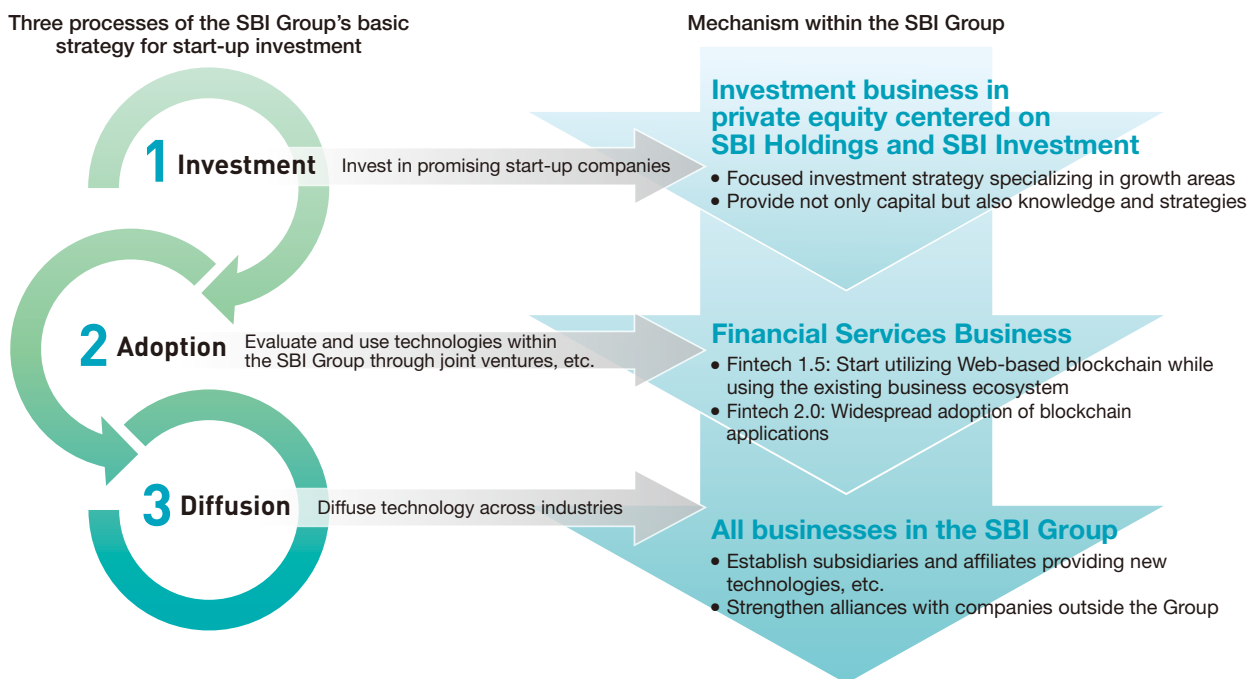 Three processes of the SBI Group’s basic
strategy for start-up investment
Mechanism within the SBI Group
1 Investment
Invest in promising start-up companies
Investment business in
private equity centered on
SBI Holdings and SBI Investment
• Focused investment strategy specializing in growth areas
• Provide not only capital but also knowledge and strategies
2 Adoption
Evaluate and use technologies within
the SBI Group through joint ventures, etc.
Financial Services Business
• Fintech 1.5: Start utilizing Web-based blockchain while
using the existing business ecosystem
• Fintech 2.0: Widespread adoption of blockchain
applications
3 Diffusion
Diffuse technology across industries
All businesses in the SBI Group
• Establish subsidiaries and affiliates providing new
technologies, etc.
• Strengthen alliances with companies outside the Group